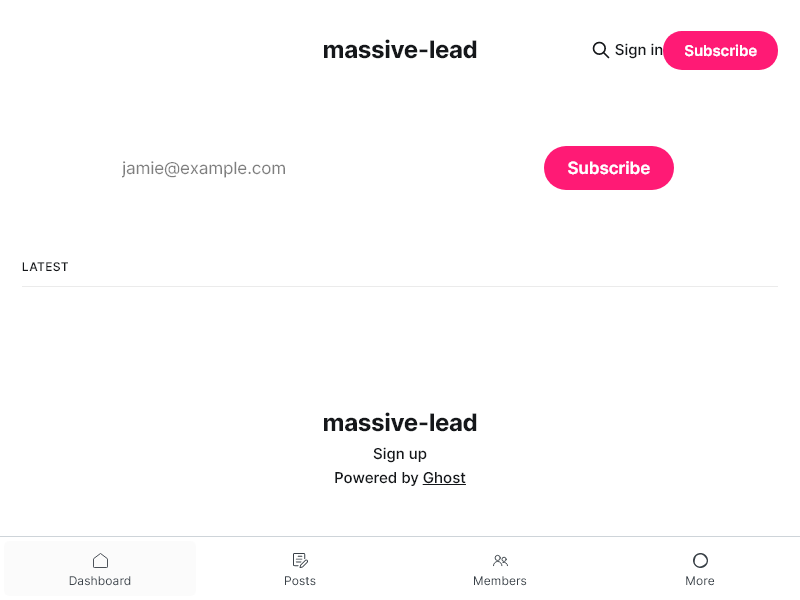 massive-lead
Sign in
Subscribe
jamie@example.com
Subscribe
LATEST
massive-lead
Sign up
Powered by Ghost
Dashboard
Posts
Members
More